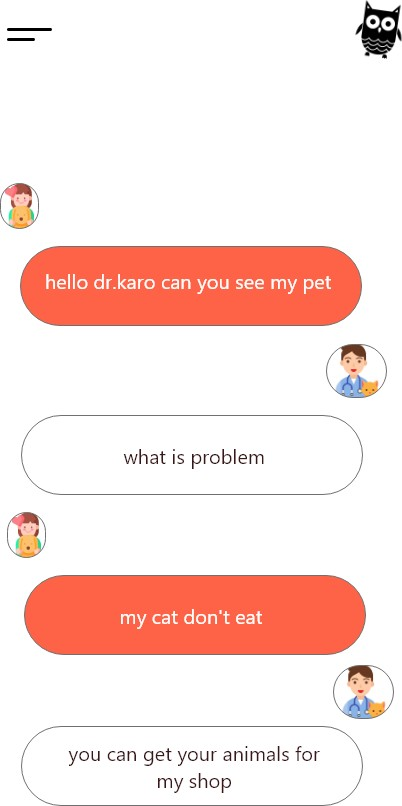 hello dr.karo can you see my pet
what is problem
my cat don't eat
you can get your animals for
my shop